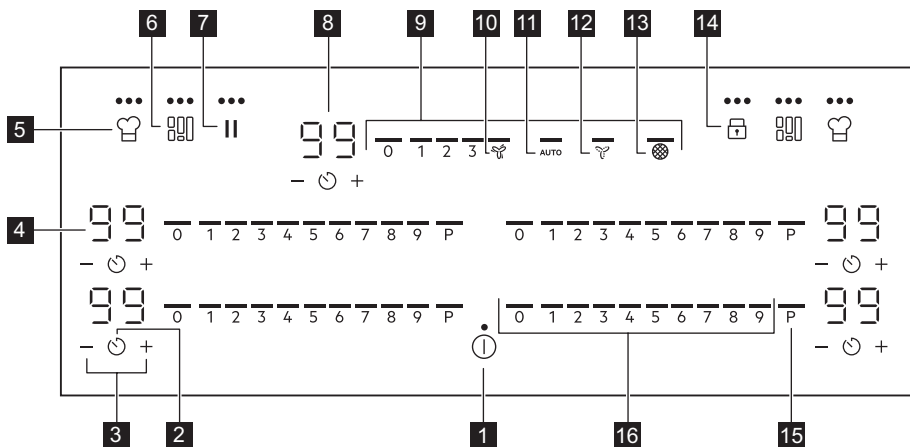 6 7 8 9 10 11 12 13 14
5
99 0 1 2 3 AUTO
− +
4 99 0 1 2 3 4 5 6 7 8 9 P 0 1 2 3 4 5 6 7 8 9 P 99
− + − +
99 0 1 2 3 4 5 6 7 8 9 P 0 1 2 3 4 5 6 7 8 9 P 99
− + − +
3 2 1 16 15